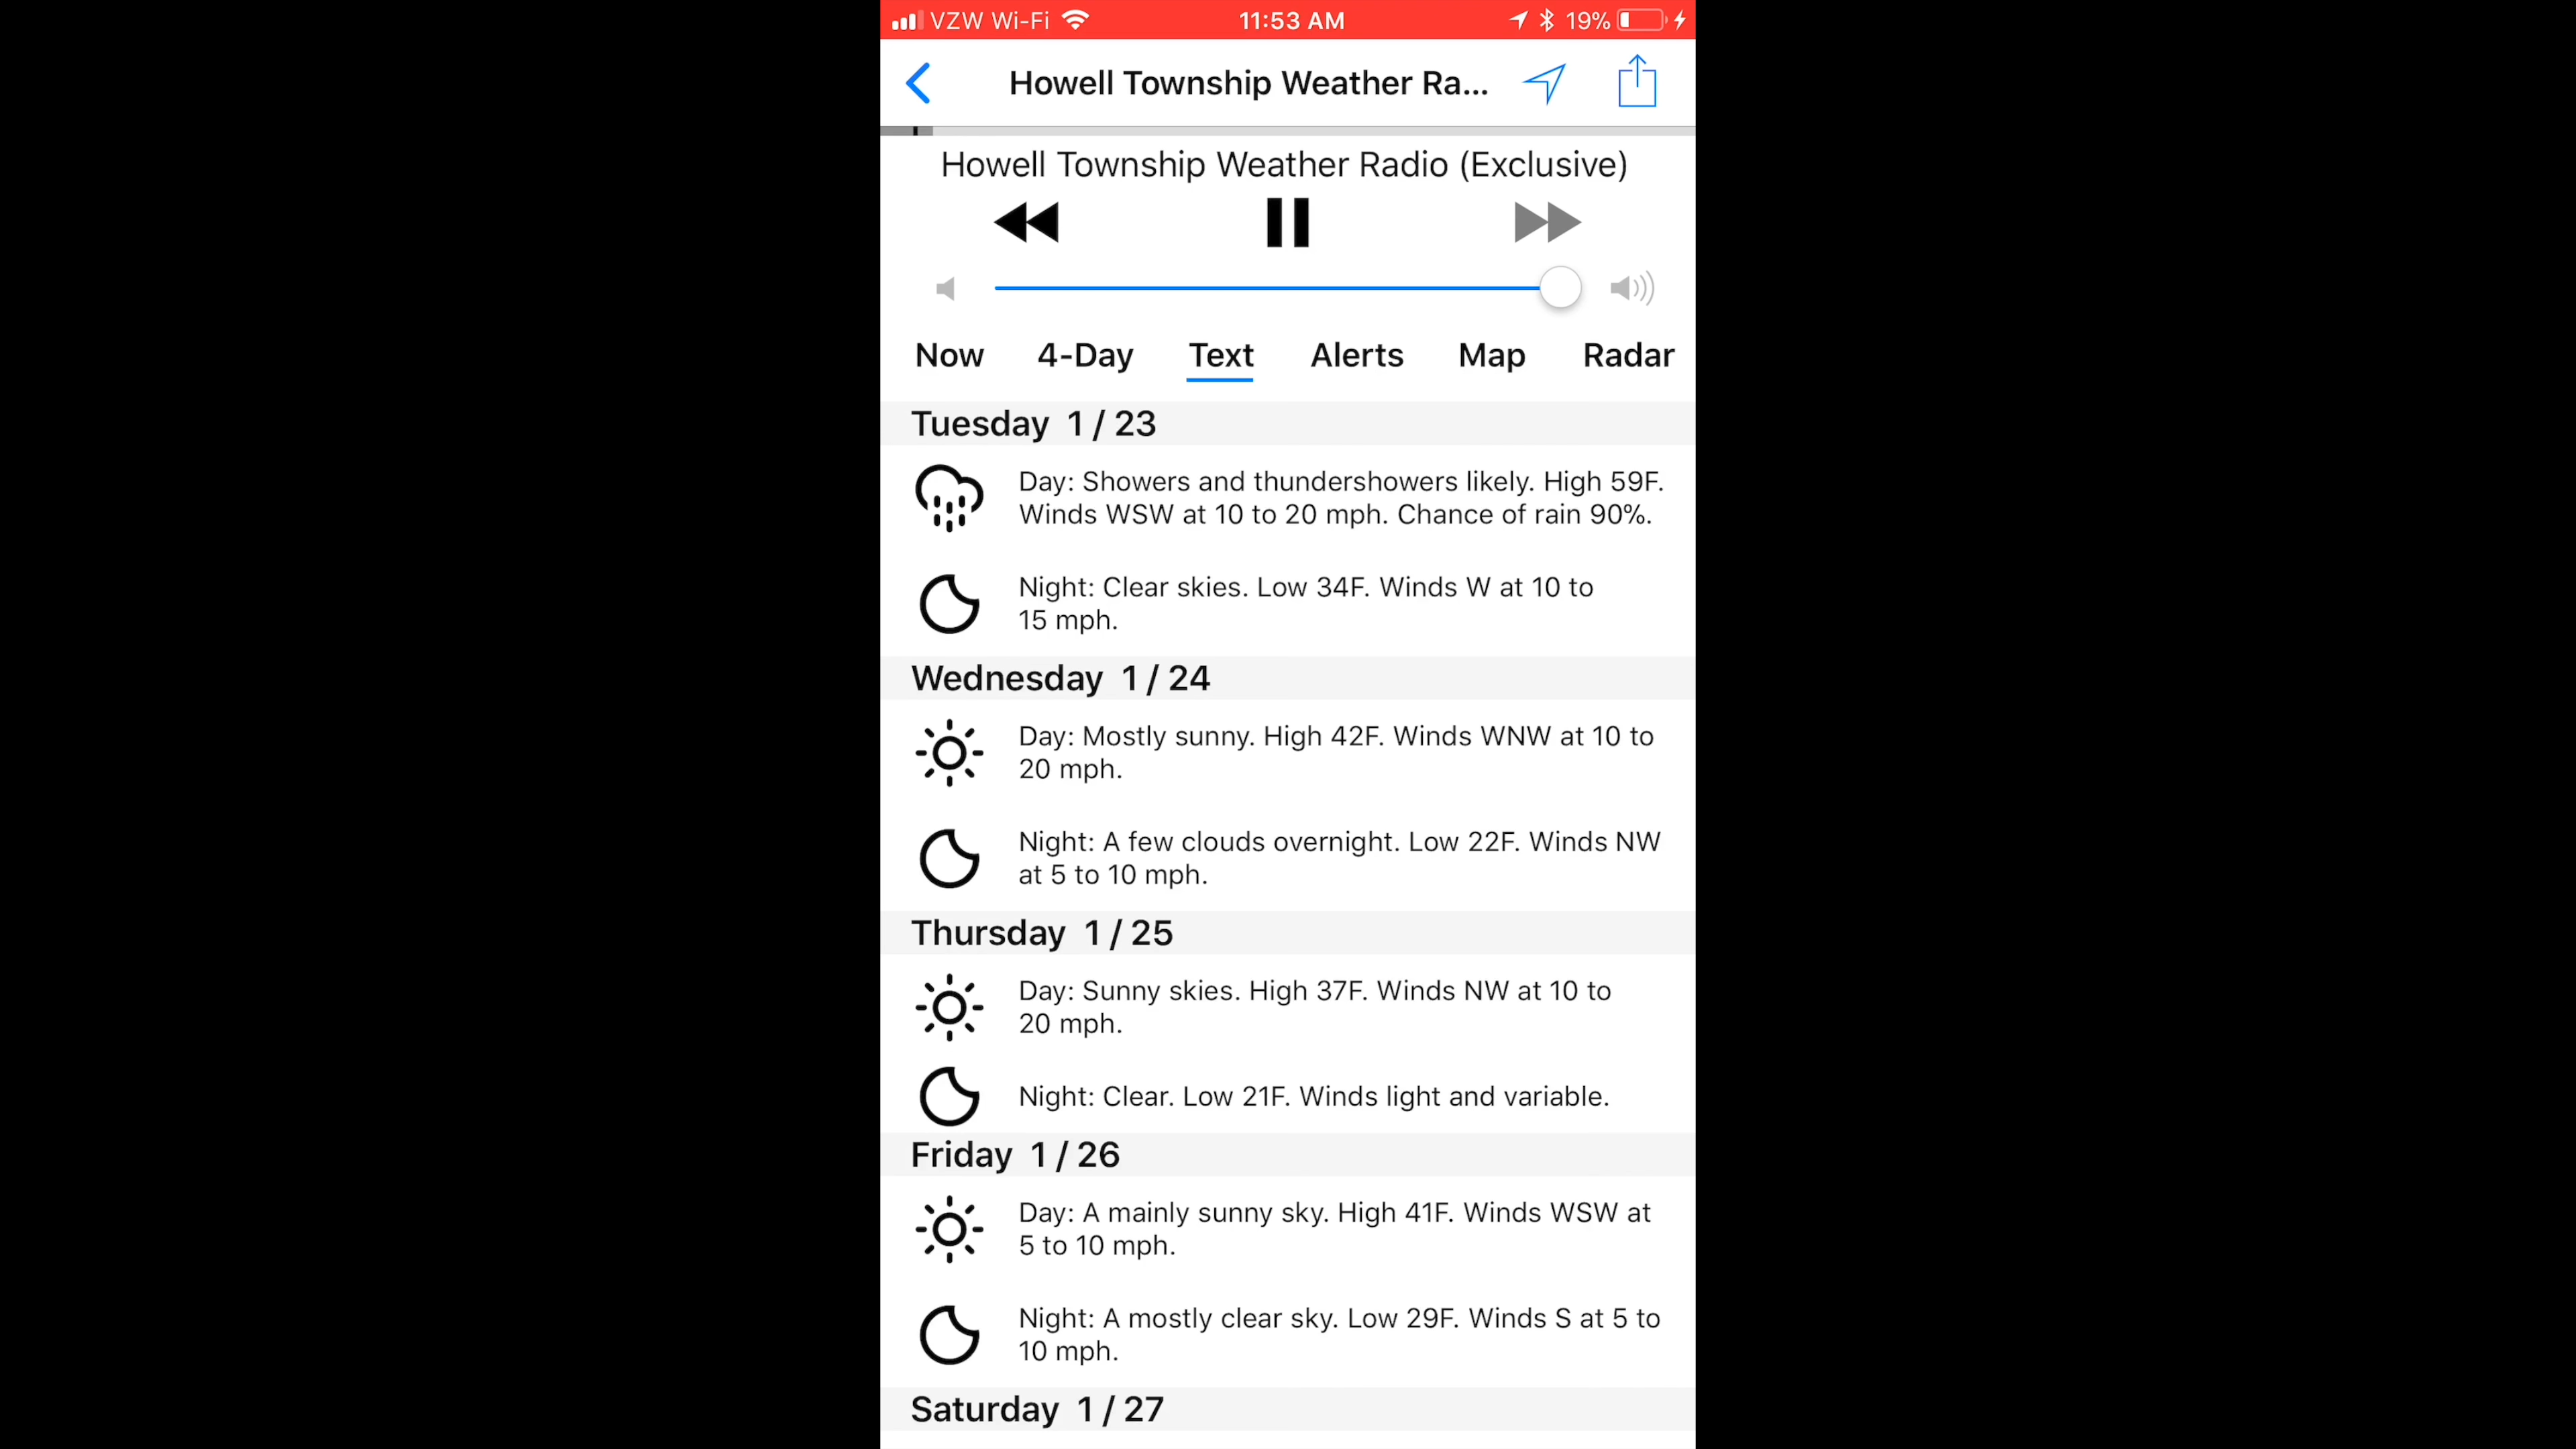 VZW Wi-Fi 11:53 AM 19%
Howell Township Weather Ra...
Howell Township Weather Radio (Exclusive)
Now 4-Day Text Alerts Map Radar
Tuesday 1 / 23
Day: Showers and thundershowers likely. High 59F.
Winds WSW at 10 to 20 mph. Chance of rain 90%.
Night: Clear skies. Low 34F. Winds W at 10 to
15 mph.
Wednesday 1 / 24
Day: Mostly sunny. High 42F. Winds WNW at 10 to
20 mph.
Night: A few clouds overnight. Low 22F. Winds NW
at 5 to 10 mph.
Thursday 1 / 25
Day: Sunny skies. High 37F. Winds NW at 10 to
20 mph.
Night: Clear. Low 21F. Winds light and variable.
Friday 1 / 26
Day: A mainly sunny sky. High 41F. Winds WSW at
5 to 10 mph.
Night: A mostly clear sky. Low 29F. Winds S at 5 to
10 mph.
Saturday 1 / 27